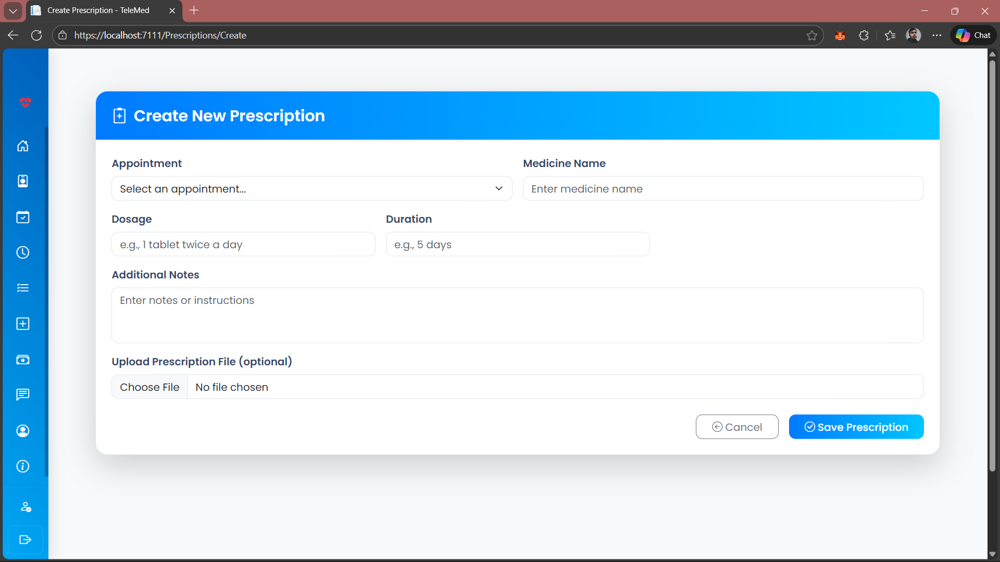 Create Prescription - TeleMed
https://localhost:7111/Prescriptions/Create
Chat
Create New Prescription
Appointment
Medicine Name
Select an appointment...
Enter medicine name
Dosage
Duration
e.g., 1 tablet twice a day
e.g., 5 days
Additional Notes
Enter notes or instructions
Upload Prescription File (optional)
Choose File
No file chosen
Cancel
Save Prescription